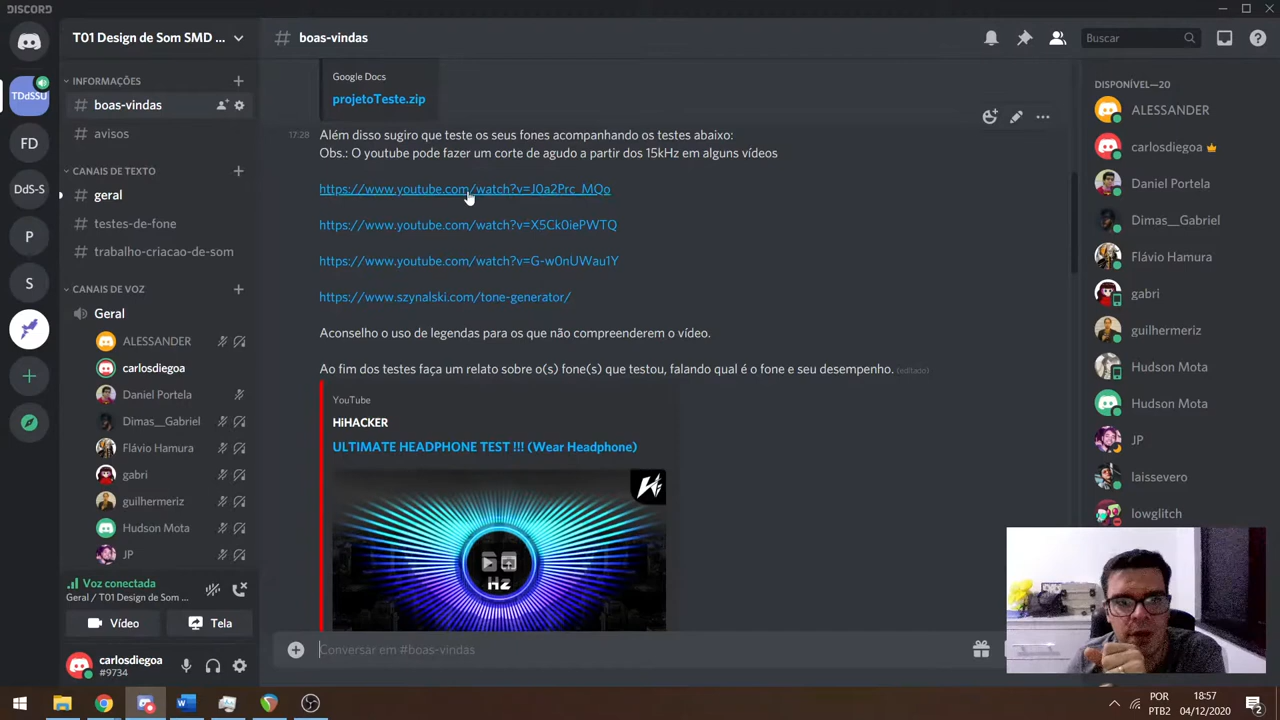 DISCORD
T01 Design de Som SMD ...
boas-vindas
Buscar
TDdSSU
FD
DdS-S
P
S
INFORMAÇÕES
boas-vindas
avisos
CANAIS DE TEXTO
geral
testes-de-fone
trabalho-criacao-de-som
CANAIS DE VOZ
Geral
ALESSANDER
carlosdiegoa
Daniel Portela
Dimas__Gabriel
Flávio Hamura
gabri
guilhermeriz
Hudson Mota
JP
Voz conectada
Geral / T01 Design de Som ...
Vídeo
Tela
carlosdiegoa
#9734
Google Docs
projetoTeste.zip
17:28
Além disso sugiro que teste os seus fones acompanhando os testes abaixo:
Obs.: O youtube pode fazer um corte de agudo a partir dos 15kHz em alguns vídeos
https://www.youtube.com/watch?v=J0a2Prc_MQo
https://www.youtube.com/watch?v=X5Ck0iePWTQ
https://www.youtube.com/watch?v=G-w0nUWau1Y
https://www.szynalski.com/tone-generator/
Aconselho o uso de legendas para os que não compreenderem o vídeo.
Ao fim dos testes faça um relato sobre o(s) fone(s) que testou, falando qual é o fone e seu desempenho. (editado)
YouTube
HiHACKER
ULTIMATE HEADPHONE TEST !!! (Wear Headphone)
Hz
Conversar em #boas-vindas
DISPONÍVEL—20
ALESSANDER
carlosdiegoa
Daniel Portela
Dimas__Gabriel
Flávio Hamura
gabri
guilhermeriz
Hudson Mota
Hudson Mota
JP
laissevero
lowglitch
POR
PTB2
18:57
04/12/2020
2